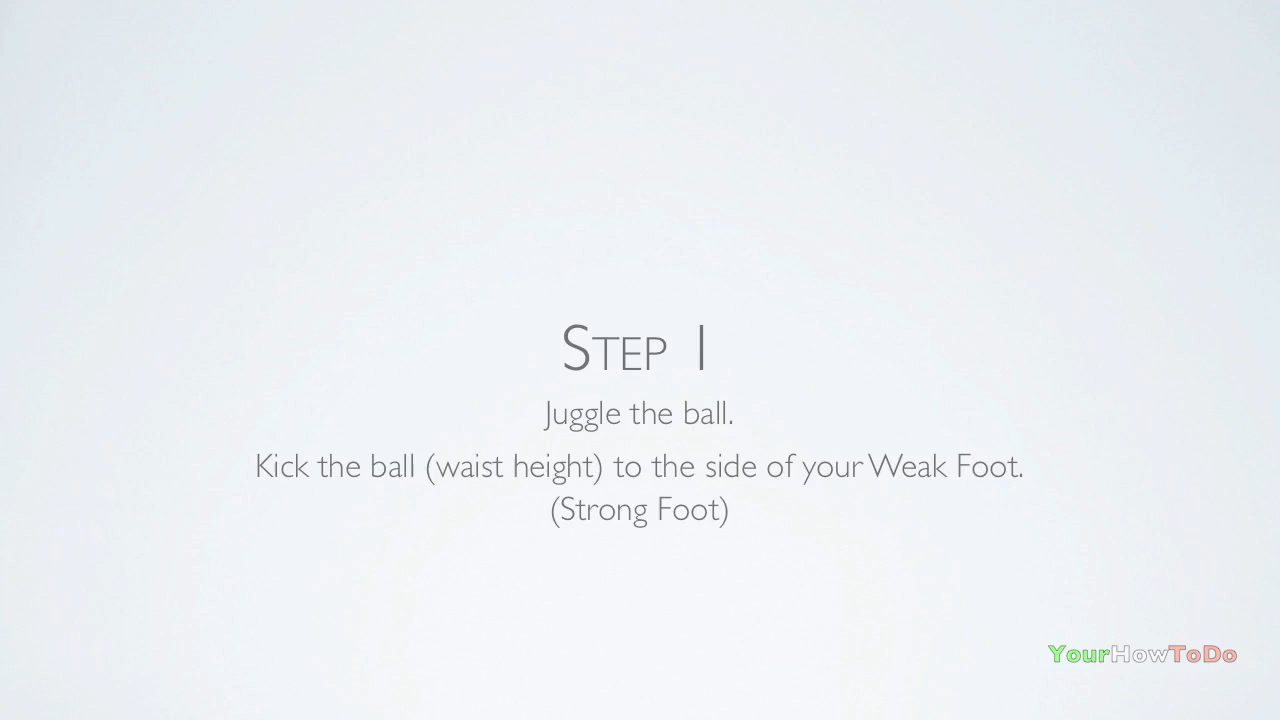 Step 1
Juggle the ball.
Kick the ball (waist height) to the side of your Weak Foot.
(Strong Foot)
YourHowToDo